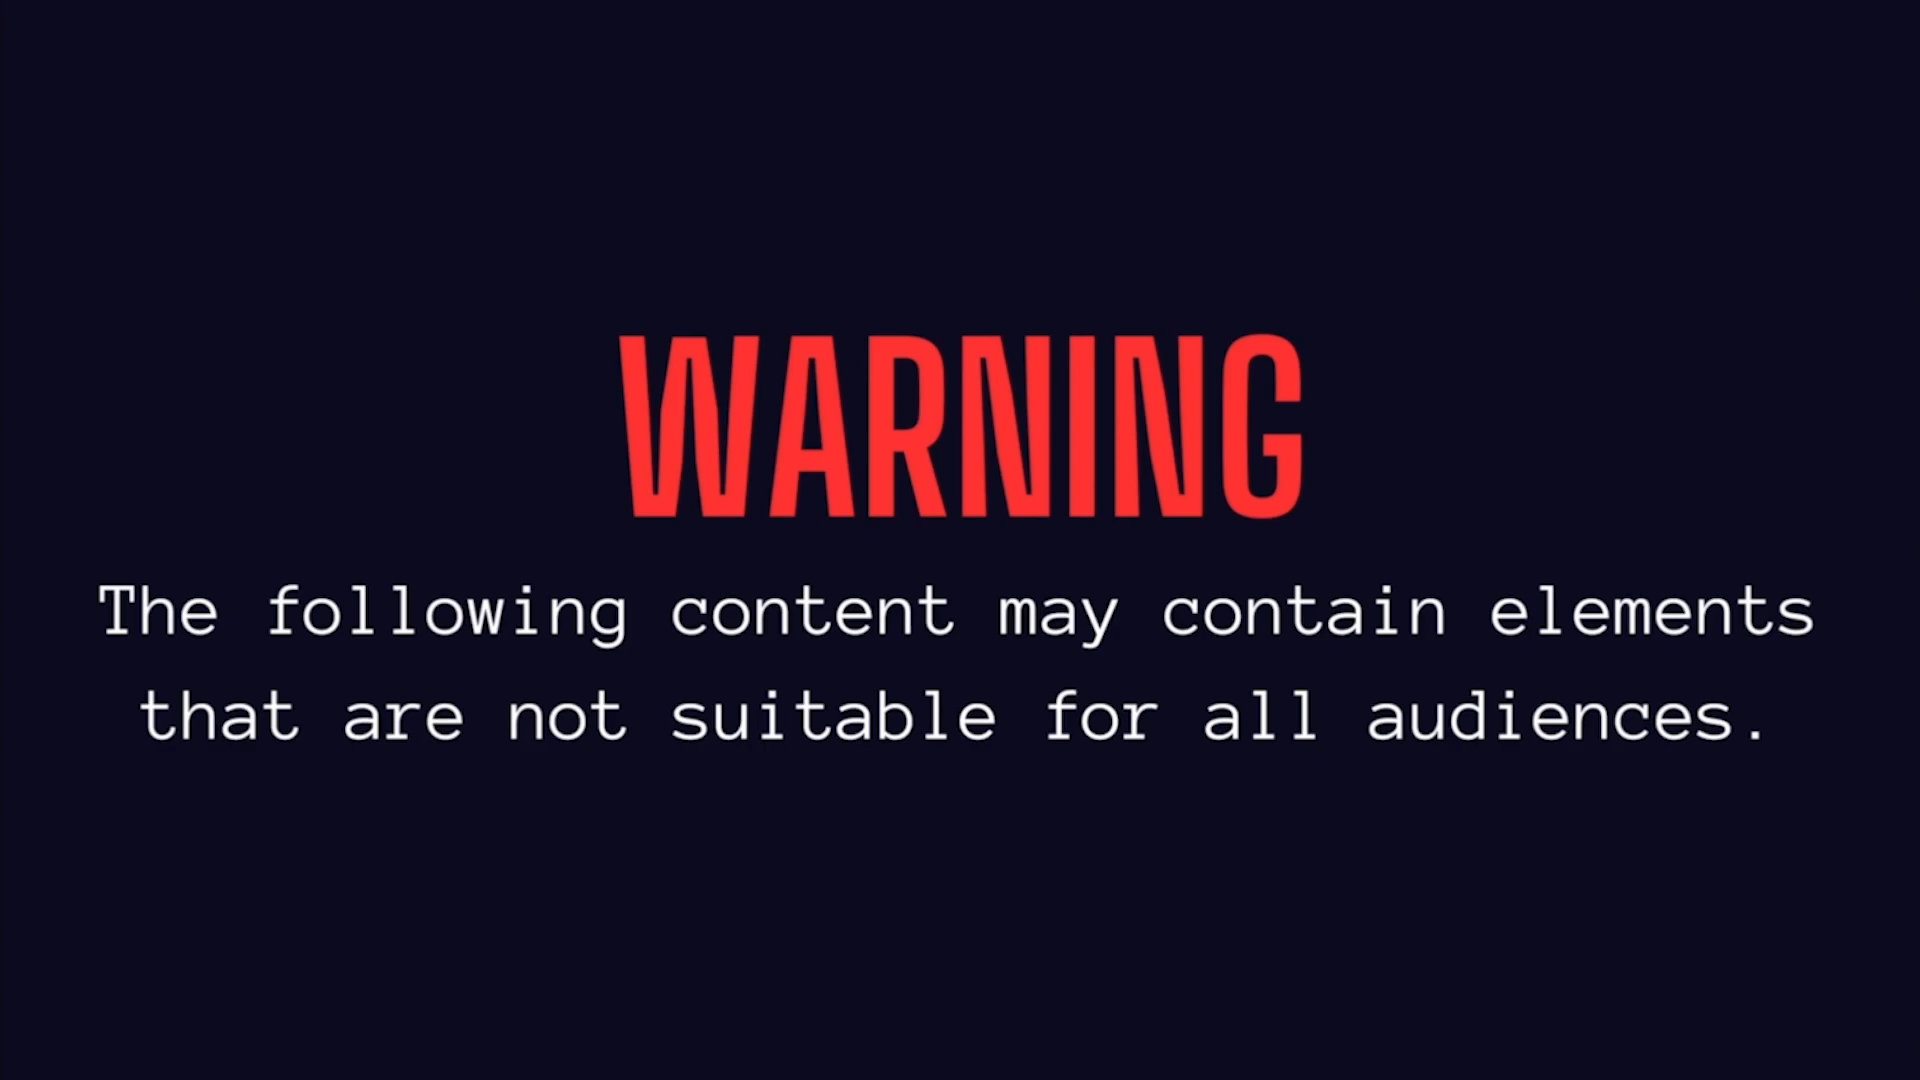 WARNING
The following content may contain elements
that are not suitable for all audiences.